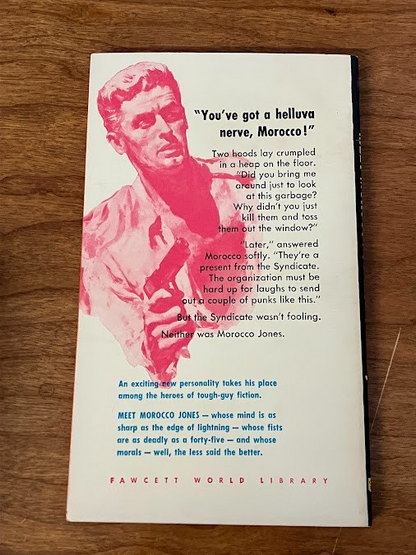 "You've got a helluva
nerve, Morocco!"
Two hoods lay crumpled
in a heap on the floor.
"Did you bring me
around just to look
at this garbage?
Why didn't you just
kill them and toss
them out the window?"
"Later," answered
Morocco softly. "They're a
present from the Syndicate.
The organization must be
hard up for laughs to send
out a couple of punks like this."
But the Syndicate wasn't fooling.
Neither was Morocco Jones.
An exciting new personality takes his place
among the heroes of tough-guy fiction.
MEET MOROCCO JONES — whose mind is as
sharp as the edge of lightning — whose fists
are as deadly as a forty-five — and whose
morals — well, the less said the better.
FAWCETT WORLD LIBRARY